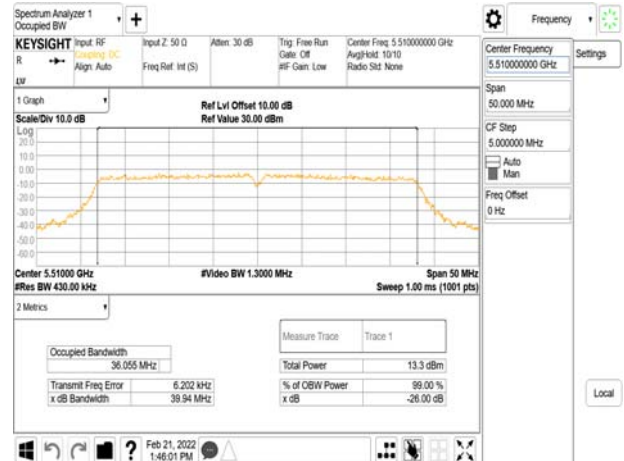 Spectrum Analyzer 1
Occupied BW
Frequency
KEYSIGHT Input: RF Input Z: 50 Ω Atten: 30 dB Trig: Free Run Center Freq: 5.510000000 GHz
R Coupling: DC Gate: Off Avg|Hold: 10/10
Align: Auto Freq Ref: Int (S) #IF Gain: Low Radio Std: None
Center Frequency
5.510000000 GHz
Settings
Span
50.000 MHz
CF Step
5.000000 MHz
Auto
Man
Freq Offset
0 Hz
Local
1 Graph
Scale/Div 10.0 dB
Ref Lvl Offset 10.00 dB
Ref Value 30.00 dBm
Log
20.0
10.0
0.00
-10.0
-20.0
-30.0
-40.0
-50.0
-60.0
Center 5.51000 GHz #Video BW 1.3000 MHz Span 50 MHz
#Res BW 430.00 kHz Sweep 1.00 ms (1001 pts)
2 Metrics
Measure Trace Trace 1
Occupied Bandwidth
36.055 MHz
Total Power 13.3 dBm
Transmit Freq Error 6.202 kHz
% of OBW Power 99.00 %
x dB Bandwidth 39.94 MHz
x dB -26.00 dB
?
Feb 21, 2022
1:46:01 PM